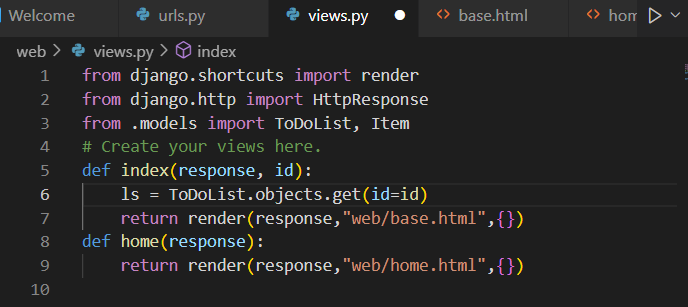 Welcome urls.py views.py base.html hom
web > views.py > index
1 from django.shortcuts import render
2 from django.http import HttpResponse
3 from .models import ToDoList, Item
4 # Create your views here.
5 def index(response, id):
6 ls = ToDoList.objects.get(id=id)
7 return render(response,"web/base.html",{})
8 def home(response):
9 return render(response,"web/home.html",{})
10